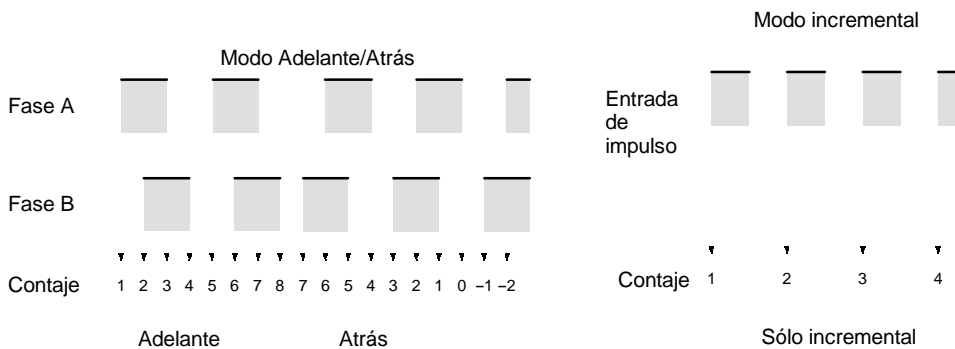 Modo Adelante/Atrás
Fase A
Fase B
Contaje 1 2 3 4 5 6 7 8 7 6 5 4 3 2 1 0 –1 –2
Adelante Atrás
Modo incremental
Entrada
de
impulso
Contaje 1 2 3 4
Sólo incremental